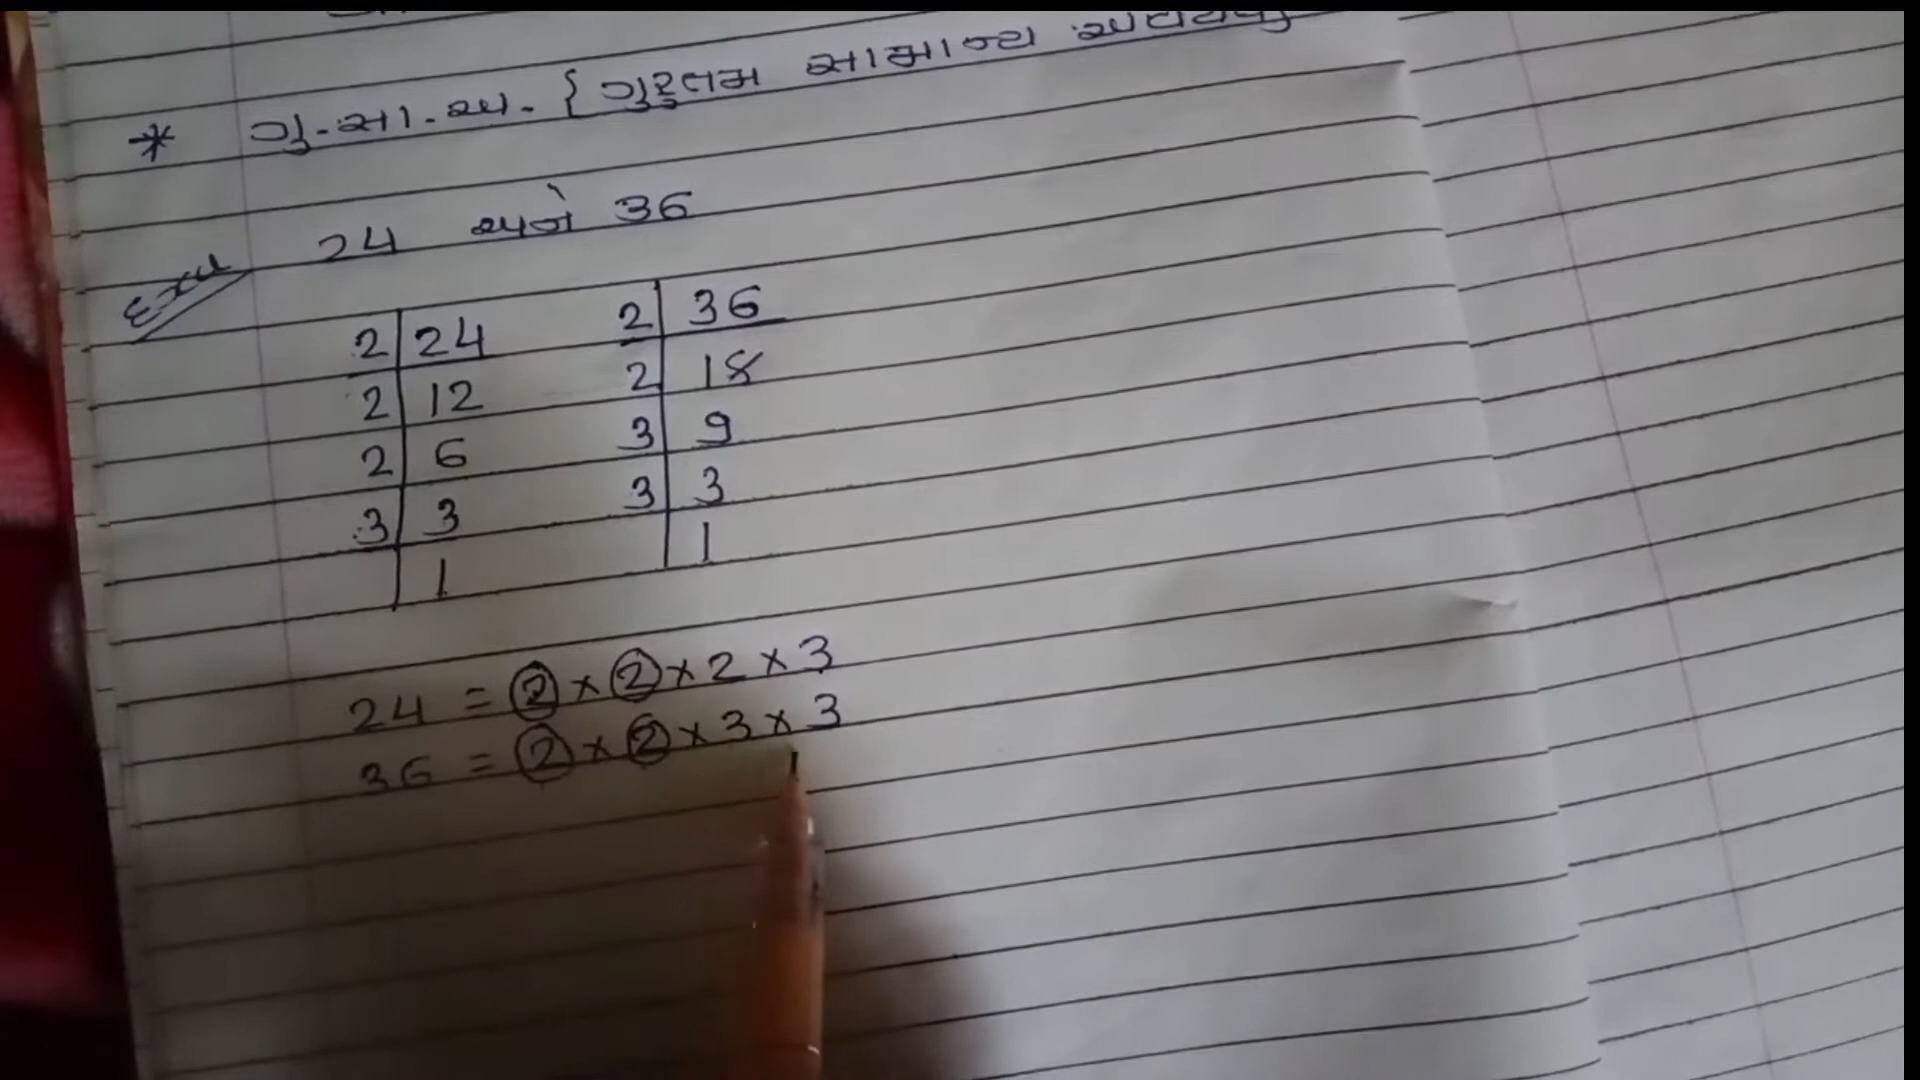 * ગુ.સા.અ. { ગુરુતમ સામાન્ય અવયવ }
24 અને 36
2 24 2 36
2 12 2 18
2 6 3 9
3 3 3 3
1 1
24 = 2 × 2 × 2 × 3
36 = 2 × 2 × 3 × 3